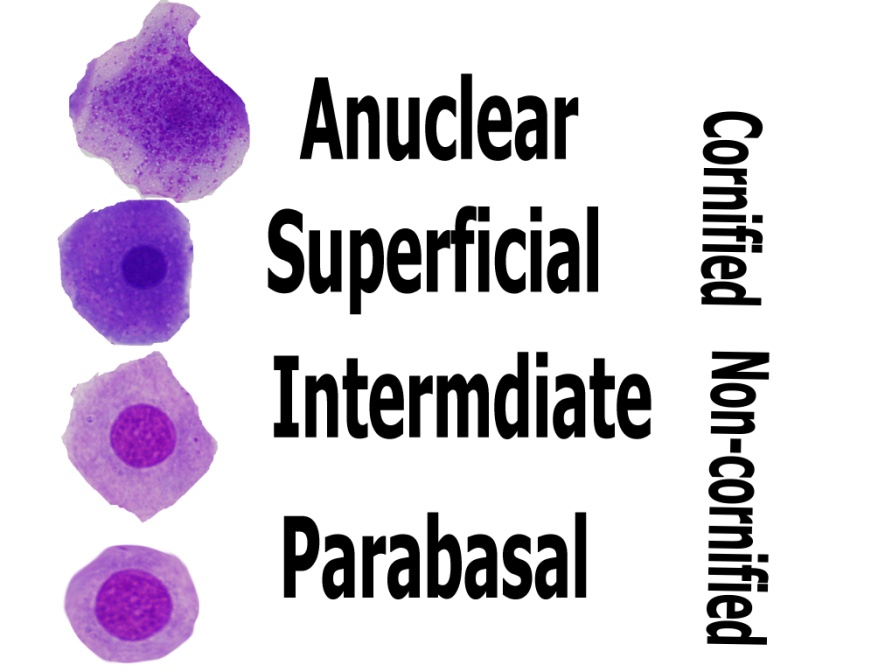 Anuclear
Superficial
Intermdiate
Parabasal
Cornified
Non-cornified